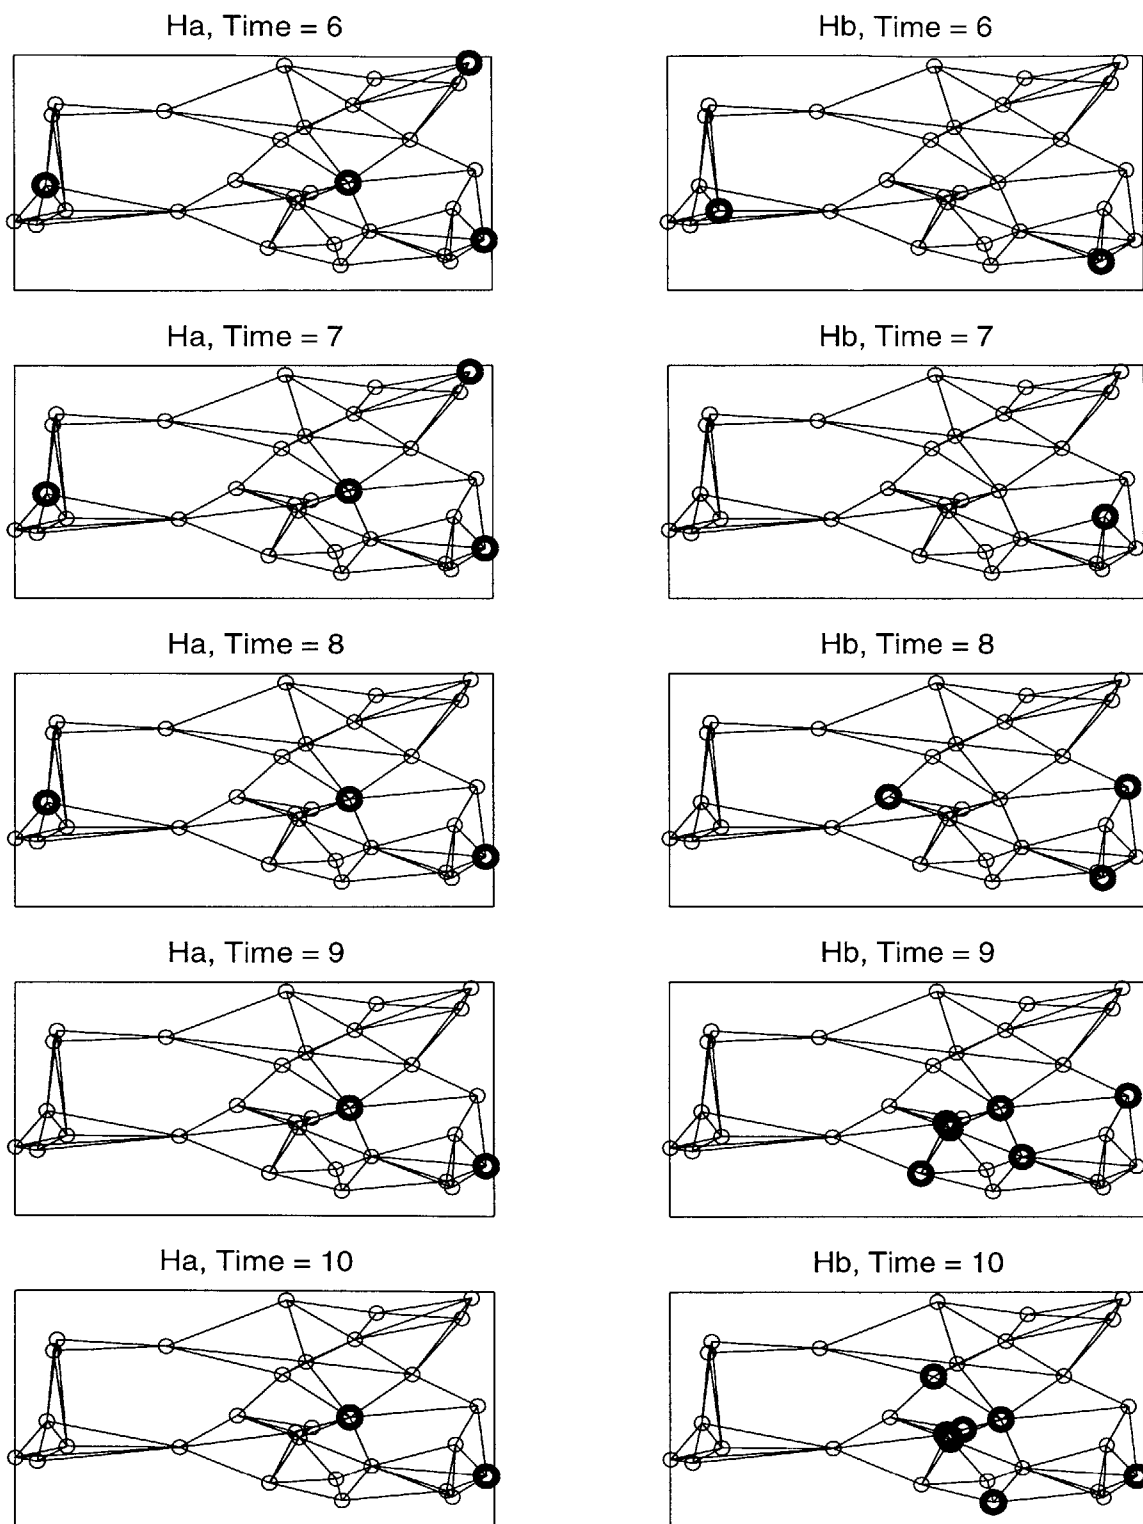 Ha, Time = 6
Hb, Time = 6
Ha, Time = 7
Hb, Time = 7
Ha, Time = 8
Hb, Time = 8
Ha, Time = 9
Hb, Time = 9
Ha, Time = 10
Hb, Time = 10